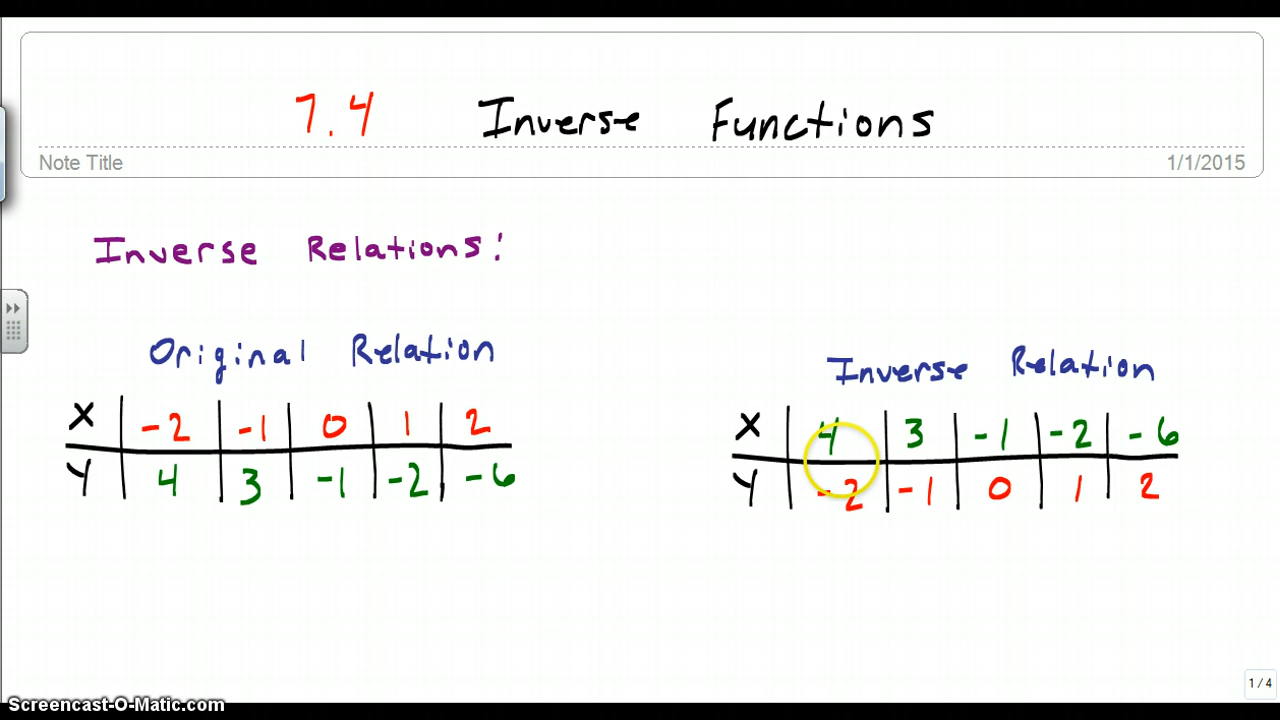 7.4 Inverse Functions
Note Title 1/1/2015
Inverse Relations:
Original Relation
X -2 -1 0 1 2
Y 4 3 -1 -2 -6
Inverse Relation
X 4 3 -1 -2 -6
Y -2 -1 0 1 2
1/4
Screencast-O-Matic.com